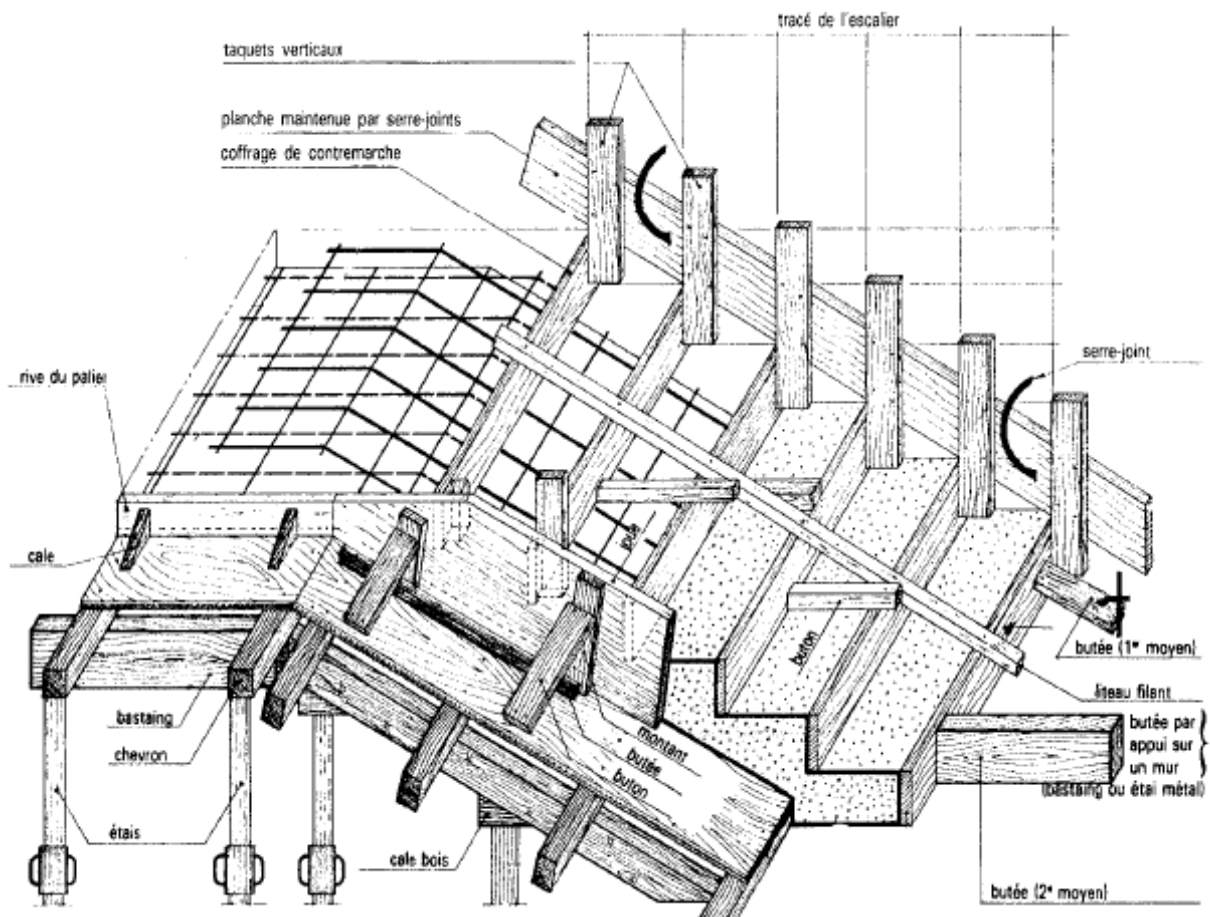 tracé de l'escalier
taquets verticaux
planche maintenue par serre-joints
coffrage de contremarche
serre-joint
rive du palier
cale
joue
buton
butée (1er moyen)
liteau filant
bastaing
chevron
montant
butée
buton
butée par
appui sur
un mur
(bastaing ou étai métal)
étais
cale bois
butée (2e moyen)